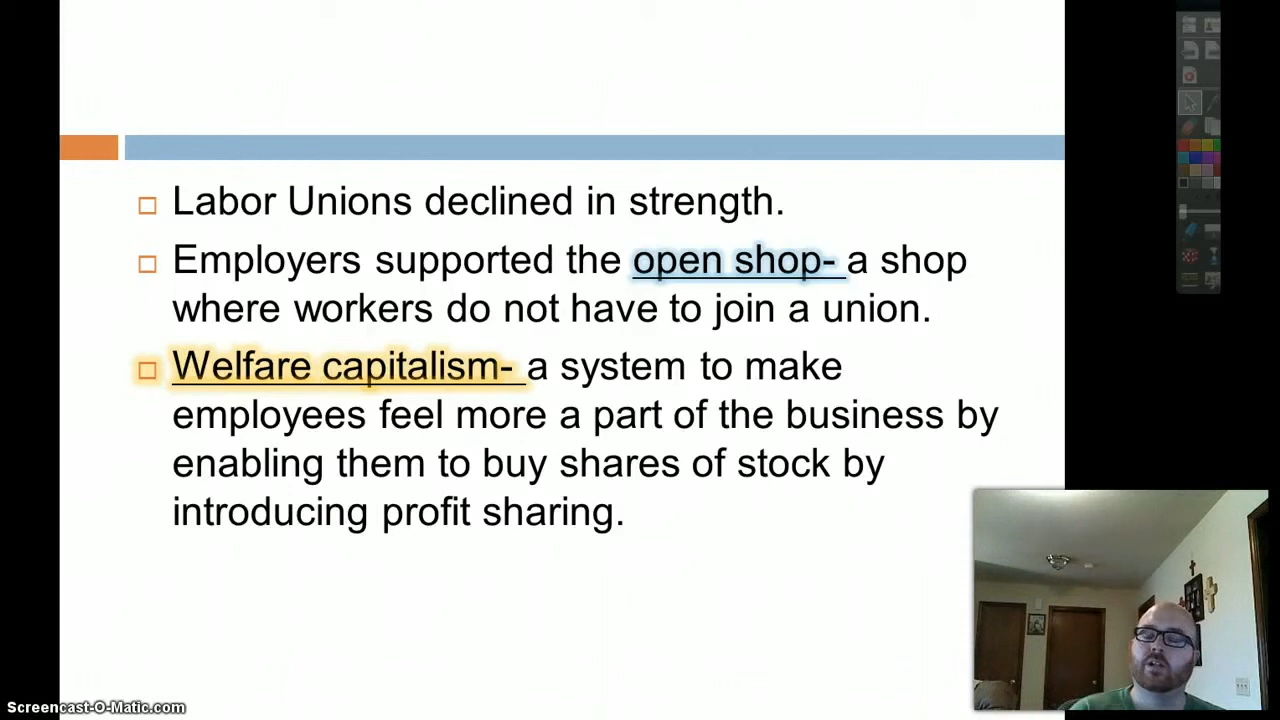 Labor Unions declined in strength.
Employers supported the open shop- a shop
where workers do not have to join a union.
Welfare capitalism- a system to make
employees feel more a part of the business by
enabling them to buy shares of stock by
introducing profit sharing.
Screencast-O-Matic.com